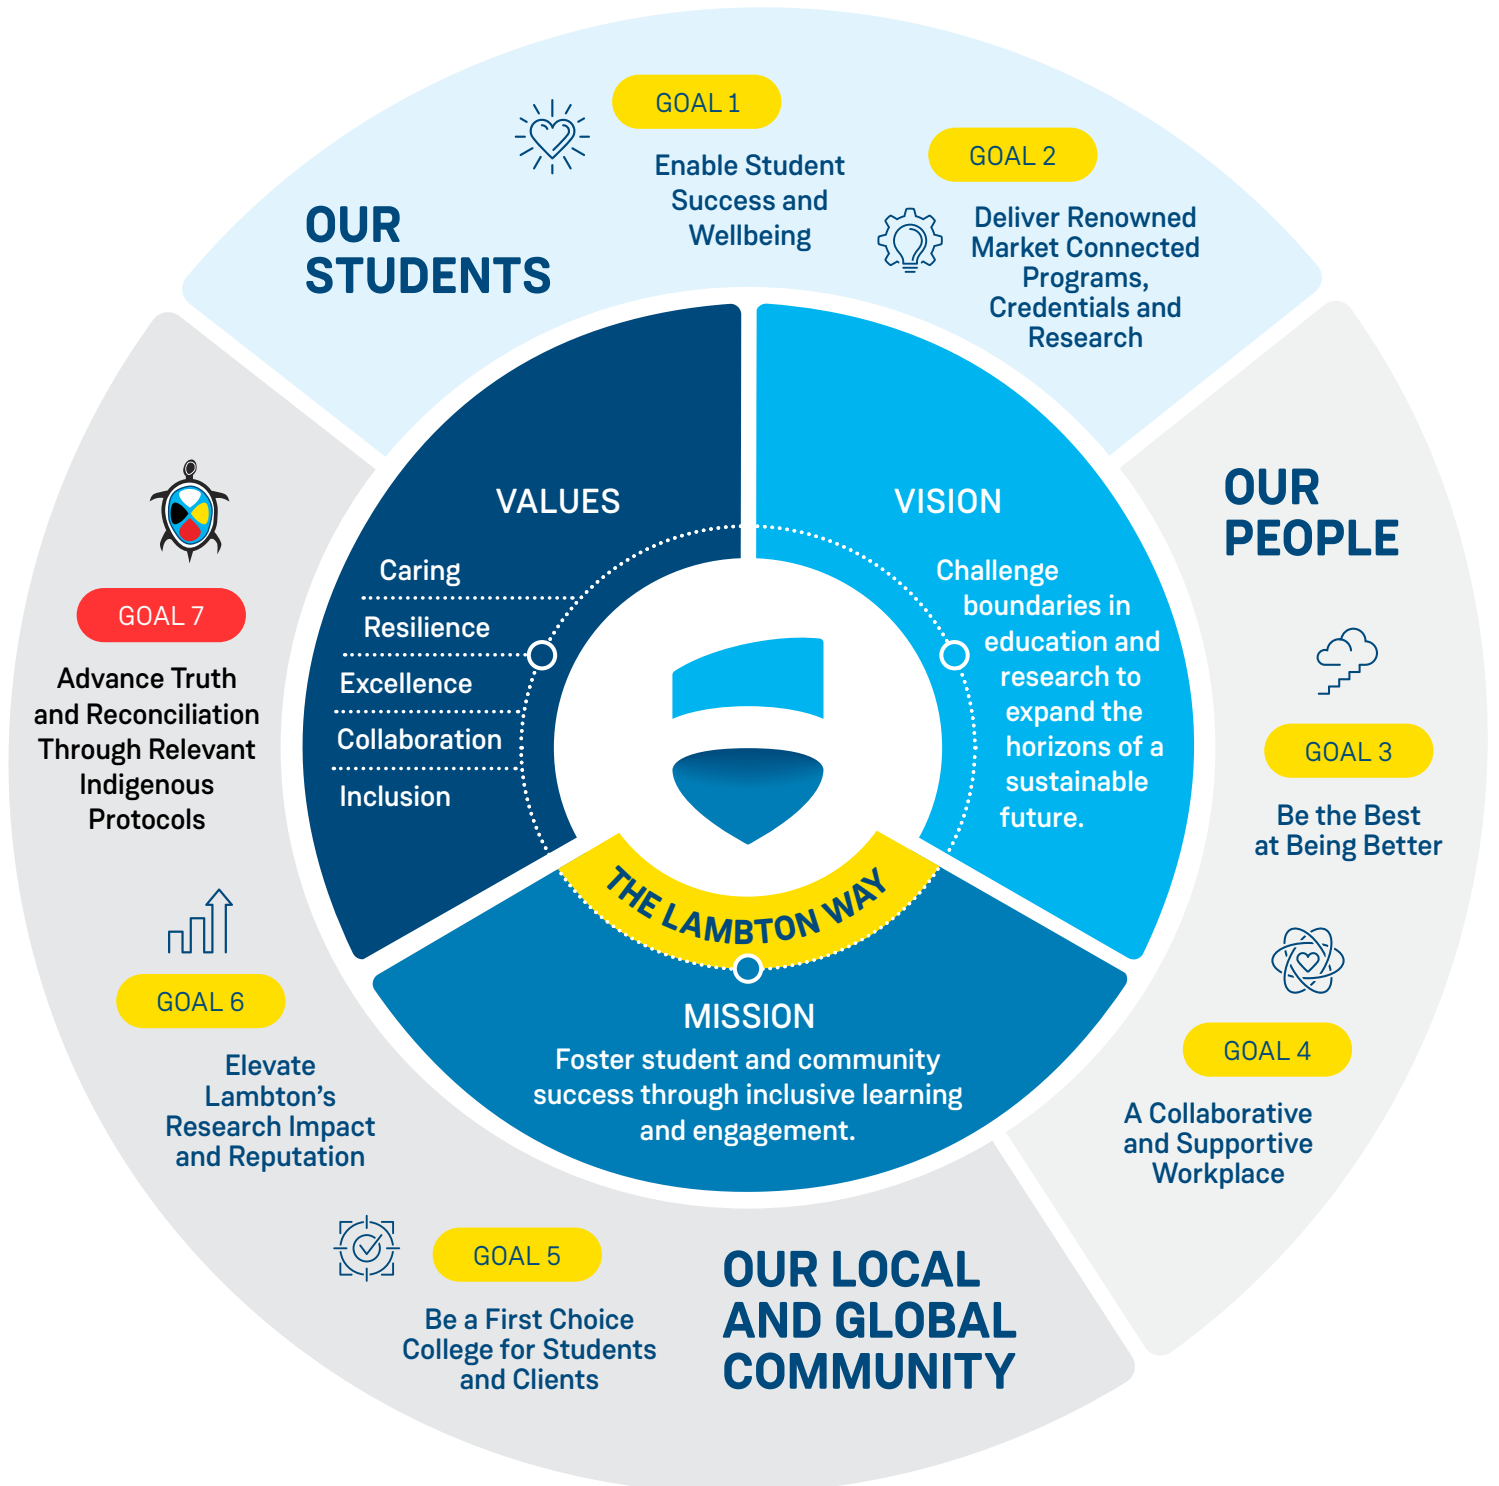 OUR
STUDENTS
GOAL 1
Enable Student
Success and
Wellbeing
GOAL 2
Deliver Renowned
Market Connected
Programs,
Credentials and
Research
OUR
PEOPLE
GOAL 3
Be the Best
at Being Better
GOAL 4
A Collaborative
and Supportive
Workplace
OUR LOCAL
AND GLOBAL
COMMUNITY
GOAL 5
Be a First Choice
College for Students
and Clients
GOAL 6
Elevate
Lambton’s
Research Impact
and Reputation
GOAL 7
Advance Truth
and Reconciliation
Through Relevant
Indigenous
Protocols
VALUES
Caring
Resilience
Excellence
Collaboration
Inclusion
VISION
Challenge
boundaries in
education and
research to
expand the
horizons of a
sustainable
future.
THE LAMBTON WAY
MISSION
Foster student and community
success through inclusive learning
and engagement.